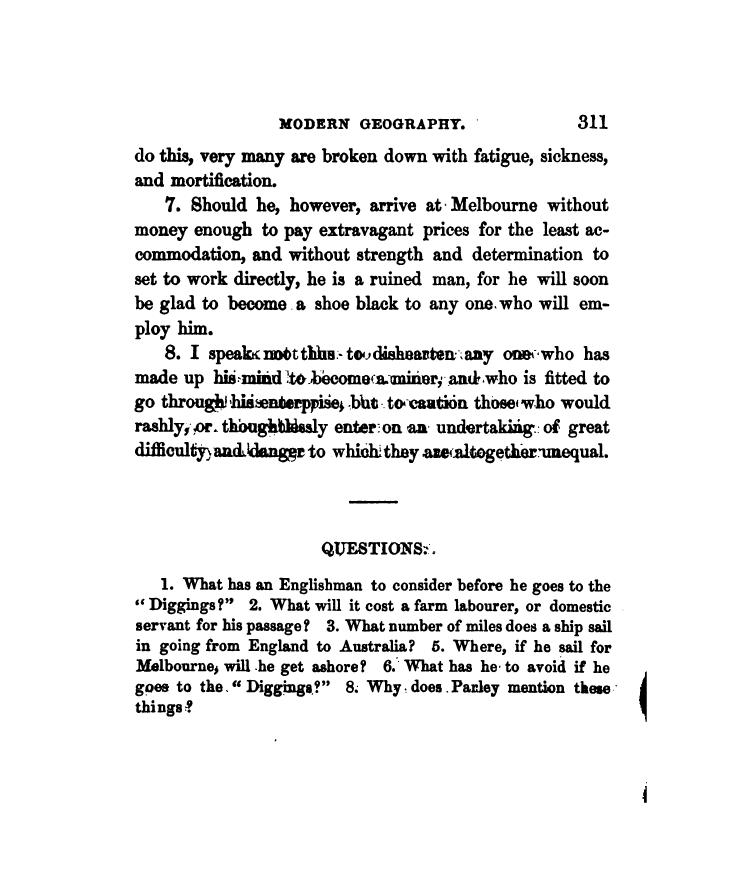 MODERN GEOGRAPHY. 311
do this, very many are broken down with fatigue, sickness,
and mortification.
7. Should he, however, arrive at Melbourne without
money enough to pay extravagant prices for the least ac-
commodation, and without strength and determination to
set to work directly, he is a ruined man, for he will soon
be glad to become a shoe black to any one who will em-
ploy him.
8. I speak not thus to dishearten any one who has
made up his mind to become a miner, and who is fitted to
go through his enterprise, but to caution those who would
rashly, or thoughtlessly enter on an undertaking of great
difficulty and danger to which they are altogether unequal.
QUESTIONS.
1. What has an Englishman to consider before he goes to the
“ Diggings?” 2. What will it cost a farm labourer, or domestic
servant for his passage? 3. What number of miles does a ship sail
in going from England to Australia? 5. Where, if he sail for
Melbourne, will he get ashore? 6. What has he to avoid if he
goes to the “ Diggings?” 8. Why does Parley mention these
things?